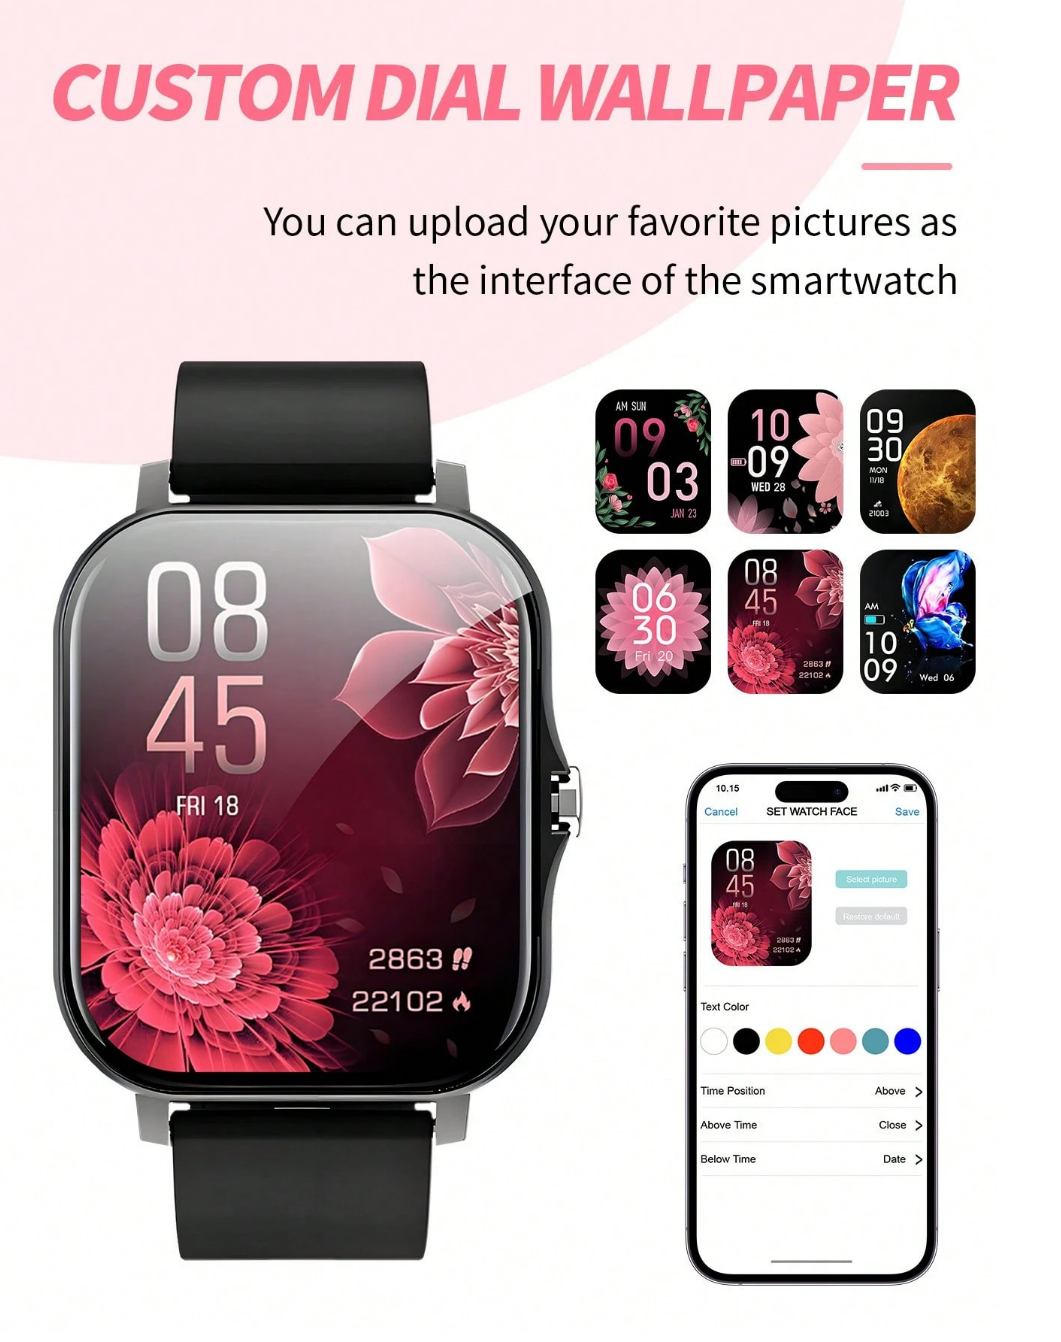 CUSTOM DIAL WALLPAPER
You can upload your favorite pictures as
the interface of the smartwatch
08
45
FRI 18
2863
22102
AM SUN
09
03
JAN 23
10
09
WED 28
09
30
MON
11/18
21003
06
30
Fri 20
08
45
FRI 18
2863
22102
AM
10
09
Wed 06
10.15
Cancel SET WATCH FACE Save
08
45
FRI 18
2863
22102
Select picture
Restore default
Text Color
Time Position Above >
Above Time Close >
Below Time Date >